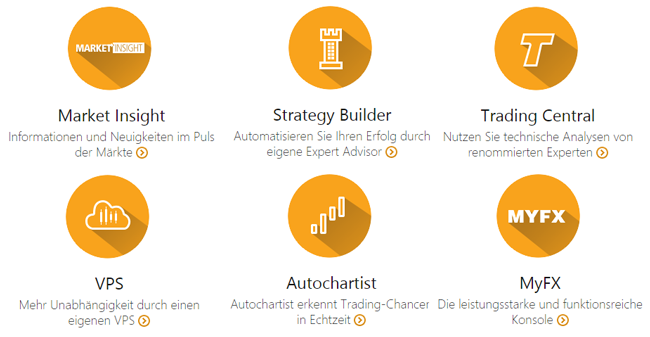 MARKET INSIGHT
T
Market Insight
Strategy Builder
Trading Central
Informationen und Neuigkeiten im Puls
der Märkte
Automatisieren Sie Ihren Erfolg durch
eigene Expert Advisor
Nutzen Sie technische Analysen von
renommierten Experten
MYFX
VPS
Autochartist
MyFX
Mehr Unabhängigkeit durch einen
eigenen VPS
Autochartist erkennt Trading-Chancer
in Echtzeit
Die leistungsstarke und funktionsreiche
Konsole